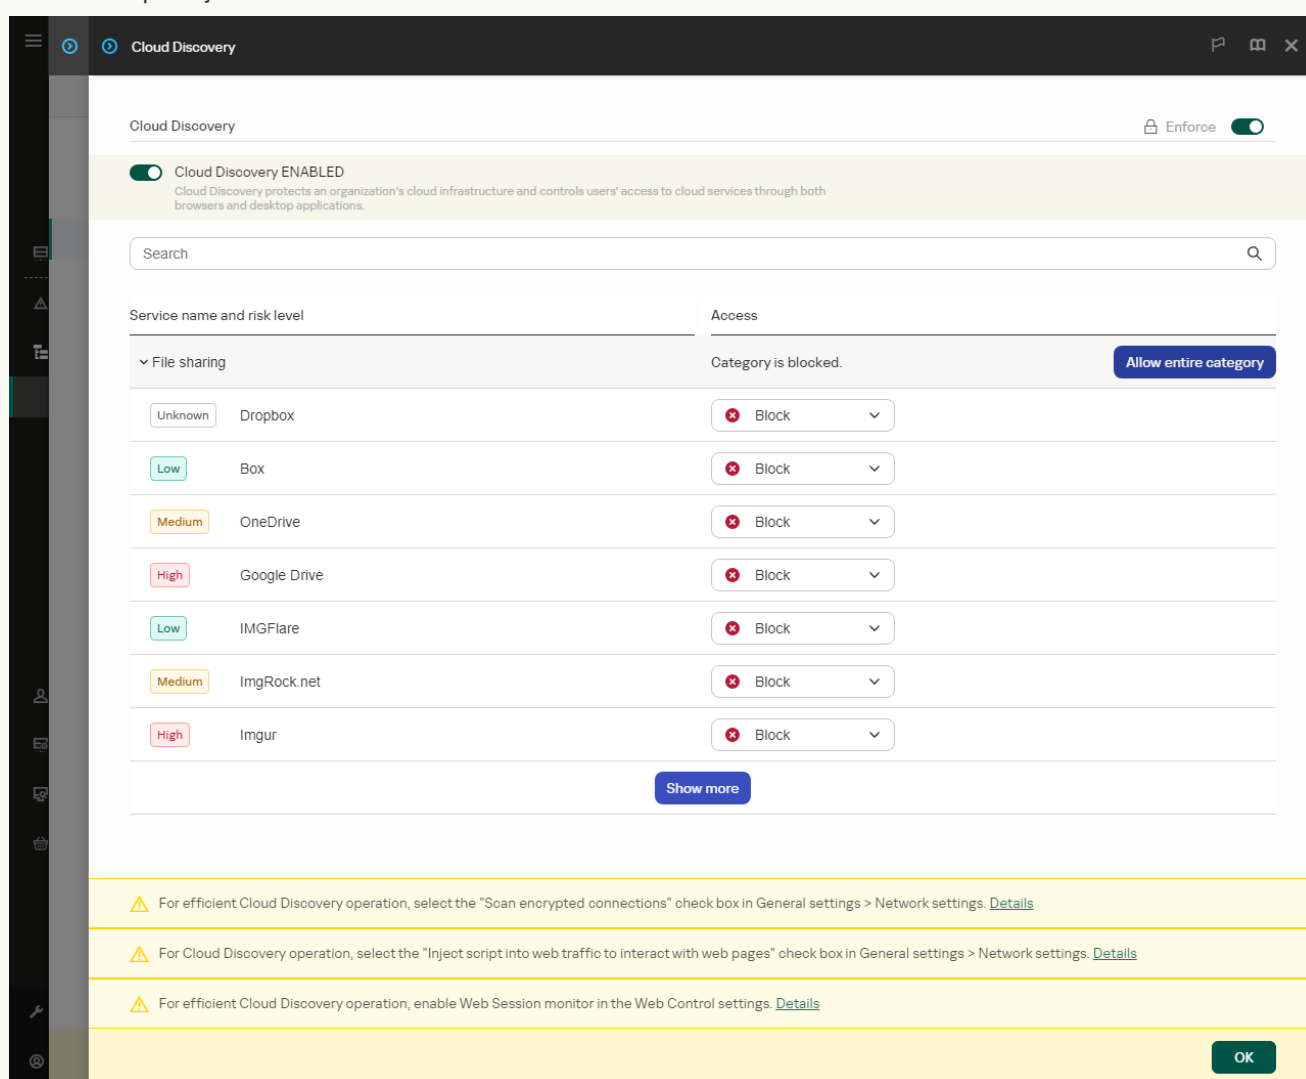 Cloud Discovery
Cloud Discovery
Enforce
Cloud Discovery ENABLED
Cloud Discovery protects an organization's cloud infrastructure and controls users' access to cloud services through both
browsers and desktop applications.
Search
Service name and risk level Access
File sharing Category is blocked. Allow entire category
Unknown Dropbox Block
Low Box Block
Medium OneDrive Block
High Google Drive Block
Low IMGFlare Block
Medium ImgRock.net Block
High Imgur Block
Show more
For efficient Cloud Discovery operation, select the "Scan encrypted connections" check box in General settings > Network settings. Details
For Cloud Discovery operation, select the "Inject script into web traffic to interact with web pages" check box in General settings > Network settings. Details
For efficient Cloud Discovery operation, enable Web Session monitor in the Web Control settings. Details
OK